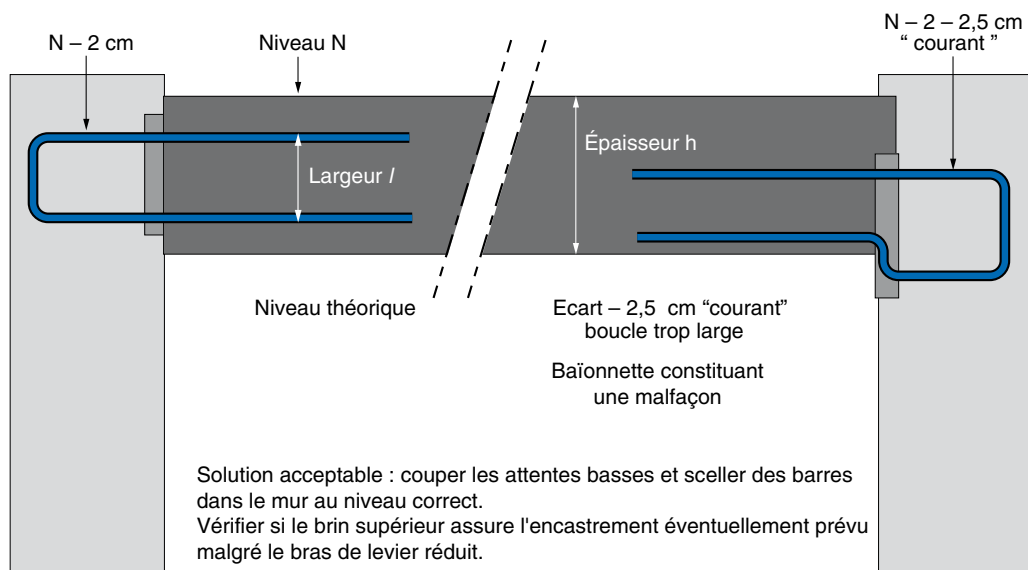 N – 2 cm
Niveau N
N – 2 – 2,5 cm
“ courant ”
Épaisseur h
Largeur l
Niveau théorique
Ecart – 2,5 cm “courant”
boucle trop large
Baïonnette constituant
une malfaçon
Solution acceptable : couper les attentes basses et sceller des barres
dans le mur au niveau correct.
Vérifier si le brin supérieur assure l'encastrement éventuellement prévu
malgré le bras de levier réduit.